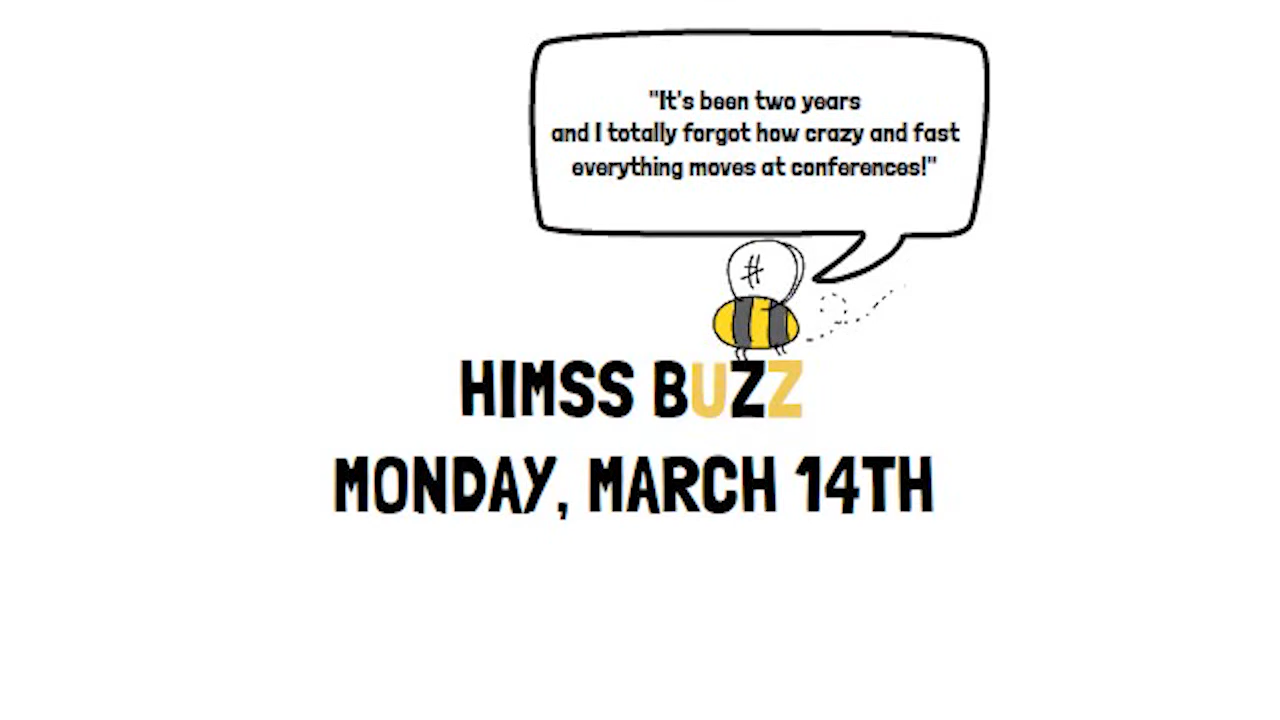 "It's been two years
and I totally forgot how crazy and fast
everything moves at conferences!"
#
HIMSS BUZZ
MONDAY, MARCH 14TH